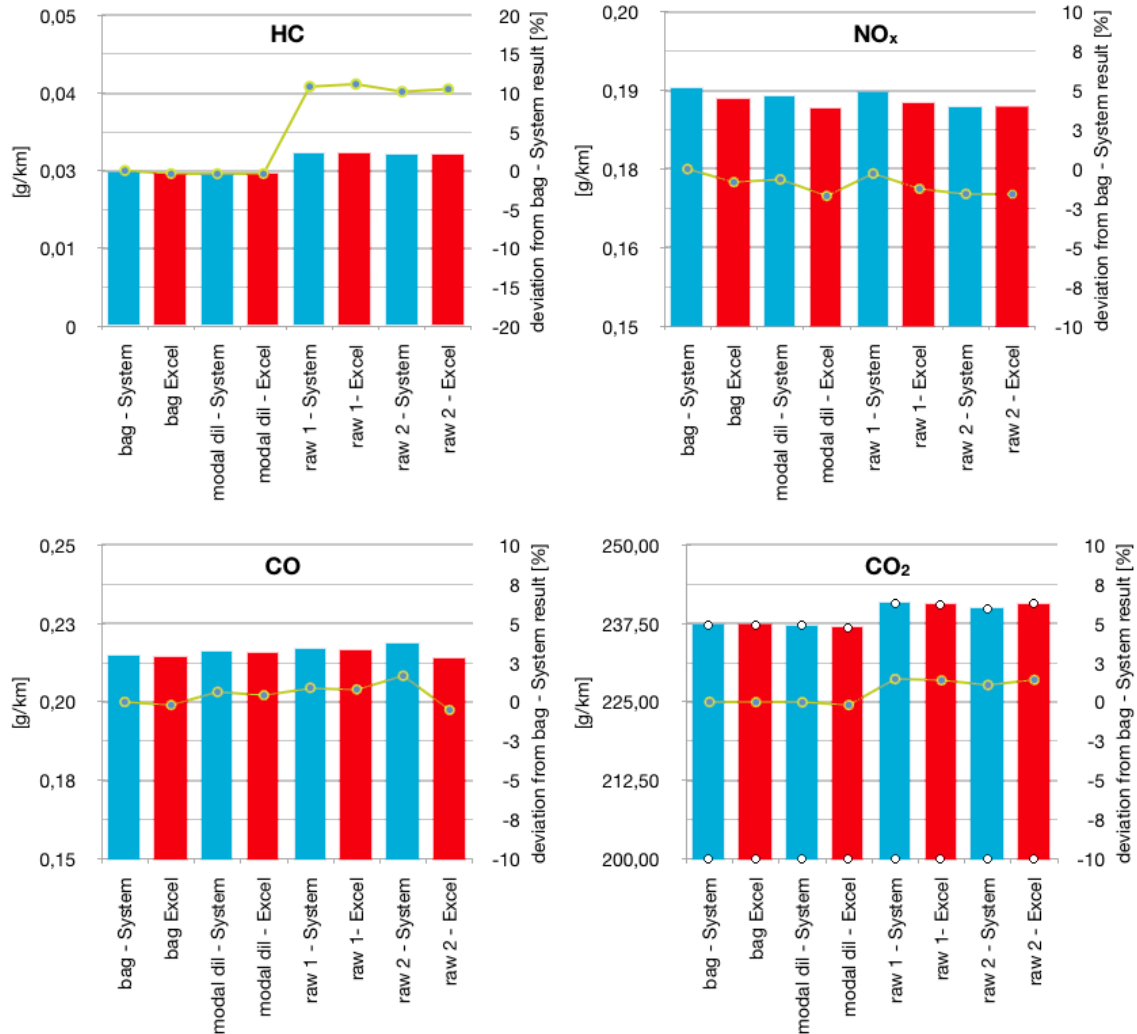 HC
[g/km]
0,05
0,04
0,03
0,01
0
20
15
10
5
0
-5
-10
-15
-20
deviation from bag - System result [%]
bag - System
bag Excel
modal dil - System
modal dil - Excel
raw 1 - System
raw 1- Excel
raw 2 - System
raw 2 - Excel
NOₓ
[g/km]
0,20
0,19
0,18
0,16
0,15
10
8
5
3
0
-3
-5
-8
-10
deviation from bag - System result [%]
bag - System
bag Excel
modal dil - System
modal dil - Excel
raw 1 - System
raw 1- Excel
raw 2 - System
raw 2 - Excel
CO
[g/km]
0,25
0,23
0,20
0,18
0,15
10
8
5
3
0
-3
-5
-8
-10
deviation from bag - System result [%]
bag - System
bag Excel
modal dil - System
modal dil - Excel
raw 1 - System
raw 1- Excel
raw 2 - System
raw 2 - Excel
CO₂
[g/km]
250,00
237,50
225,00
212,50
200,00
10
8
5
3
0
-3
-5
-8
-10
deviation from bag - System result [%]
bag - System
bag Excel
modal dil - System
modal dil - Excel
raw 1 - System
raw 1- Excel
raw 2 - System
raw 2 - Excel